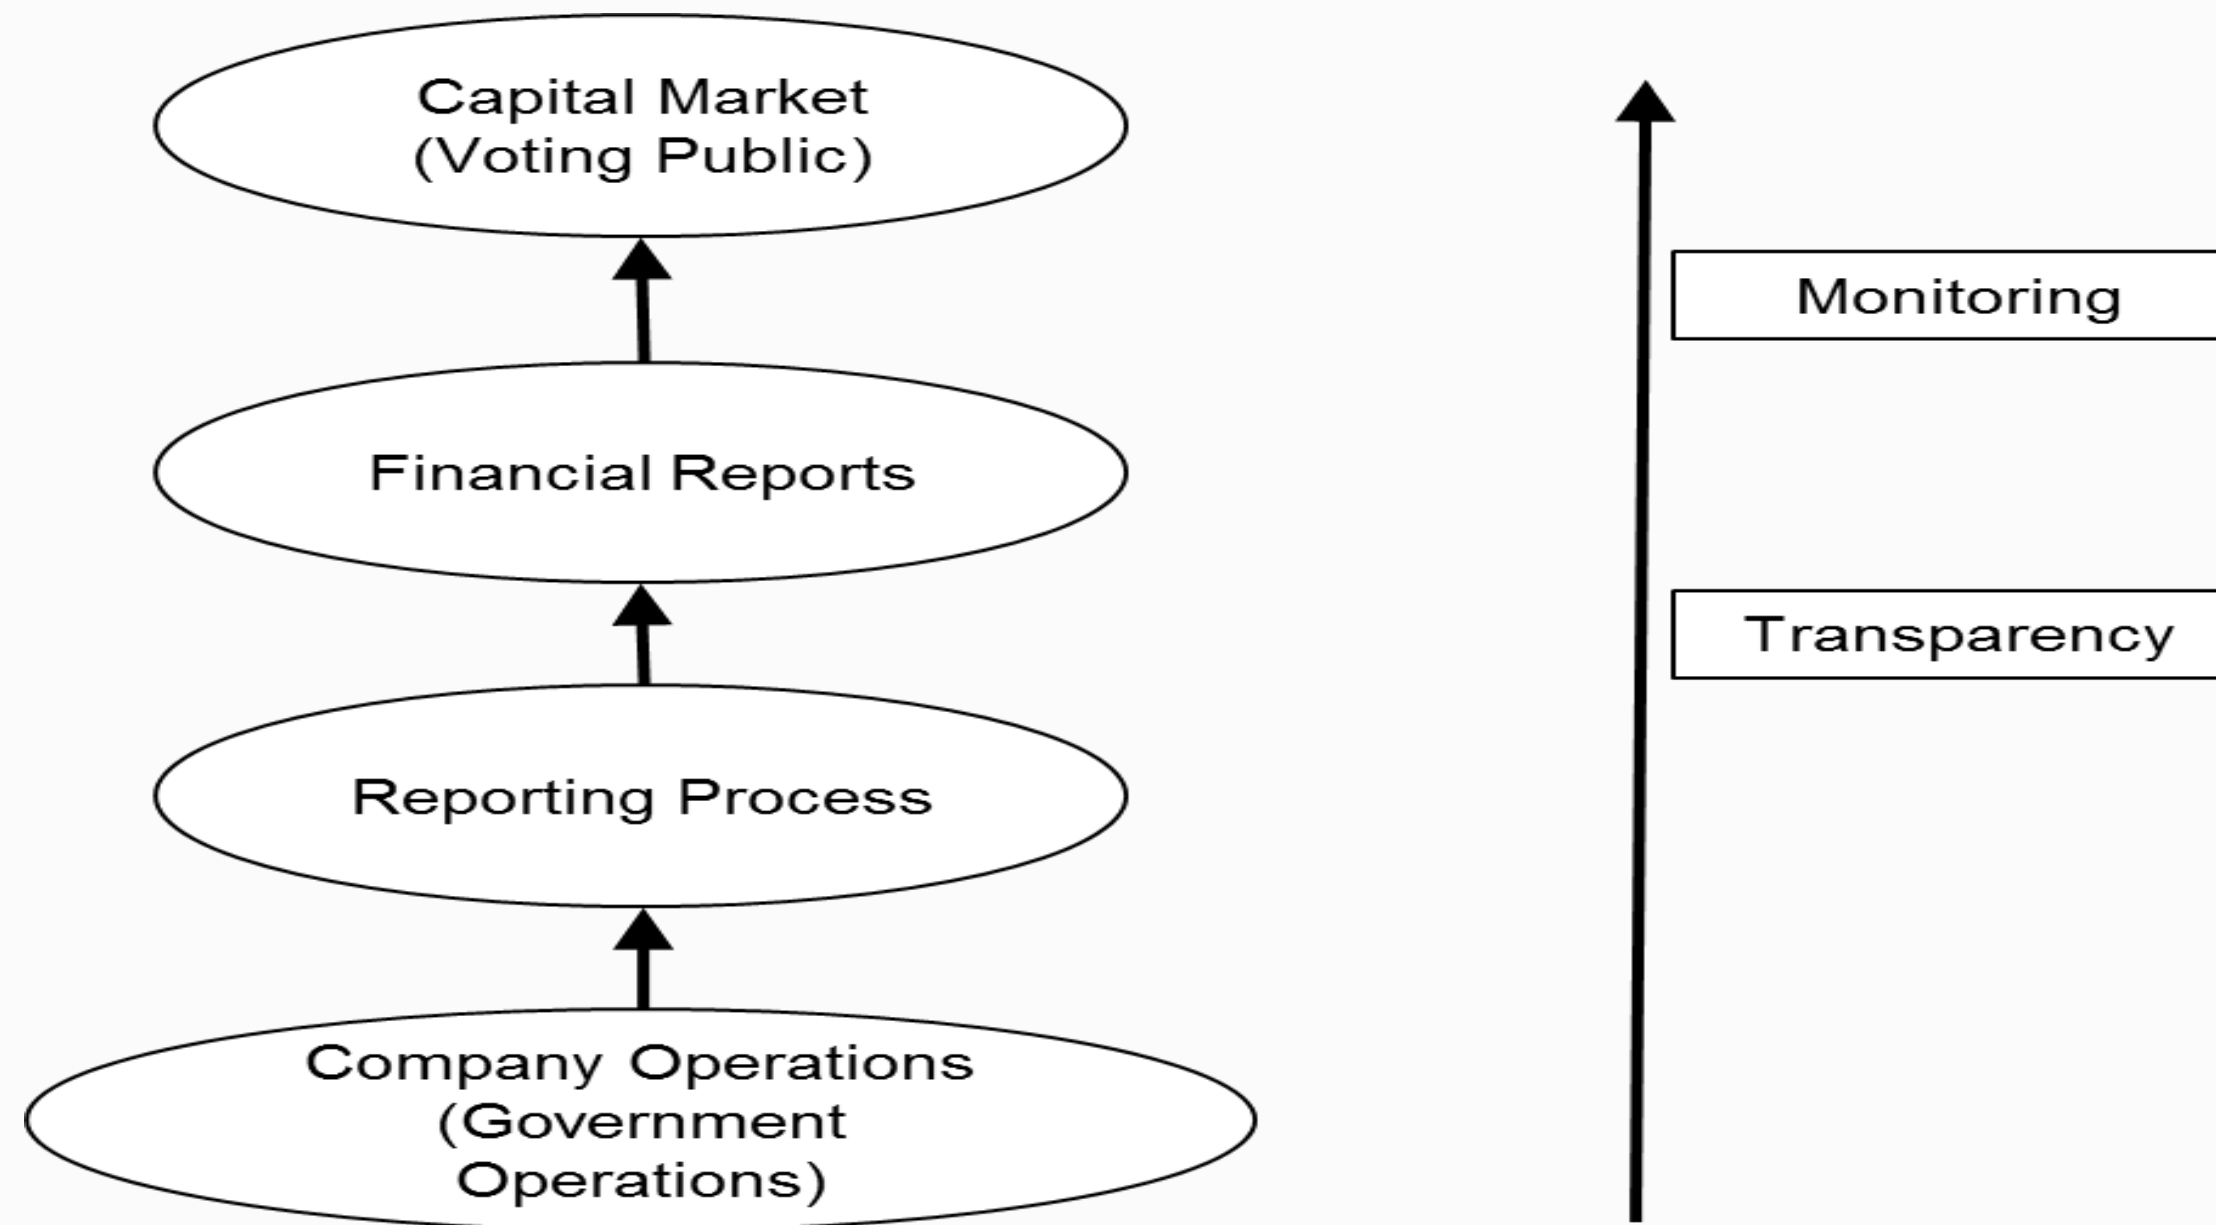 Capital Market
(Voting Public)
Monitoring
Financial Reports
Transparency
Reporting Process
Company Operations
(Government
Operations)